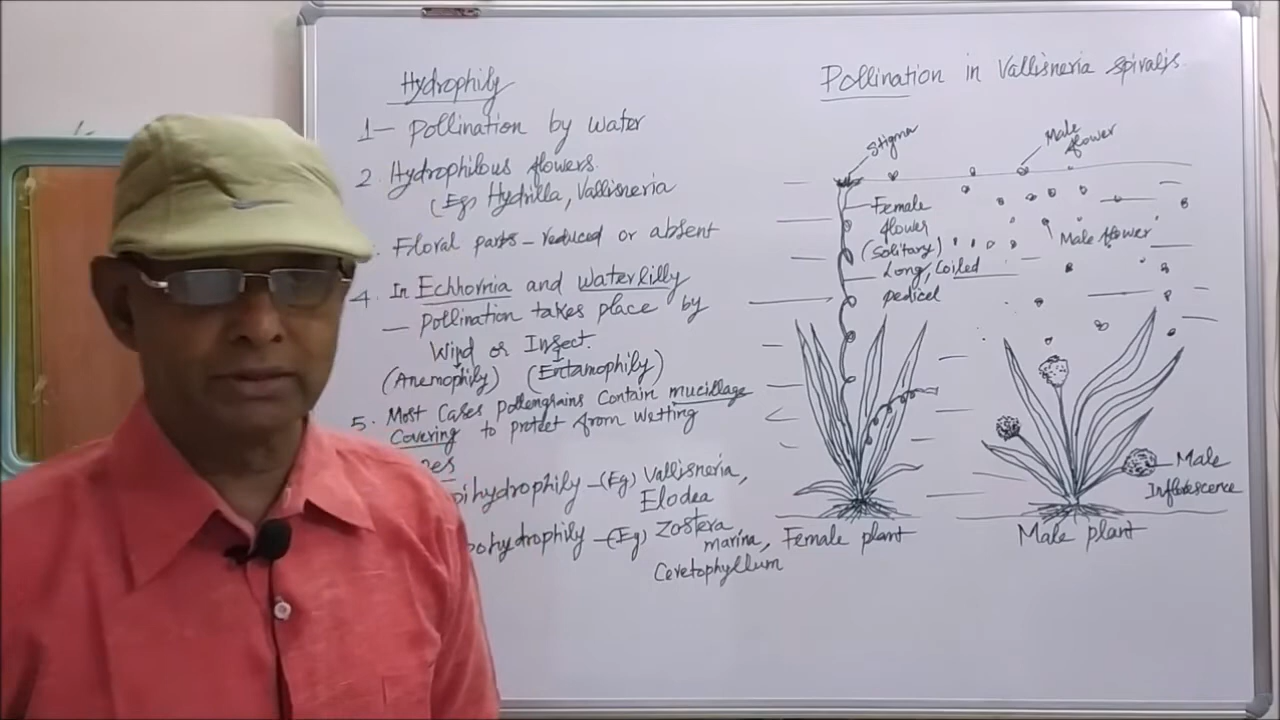 Hydrophily
1 - Pollination by water
2. Hydrophilous flowers.
(Eg) Hydrilla, Vallisneria
Floral parts - reduced or absent
4. In Echhornia and Waterlilly
- Pollination takes place by
Wind or Insect.
(Anemophily) (Entamophily)
5. Most Cases Pollengrains Contain mucillage
Covering to protect from wetting
es
pihydrophily - (Eg) Vallisneria,
Elodea
ohydrophily - (Eg) Zostera
marina,
Ceretophyllum
Pollination in Vallisneria spiralis
Stigma
Male
flower
Female
flower
(Solitary)
Long, Coiled
pedicel
Male flower
Male
Inflorescence
Female plant
Male plant